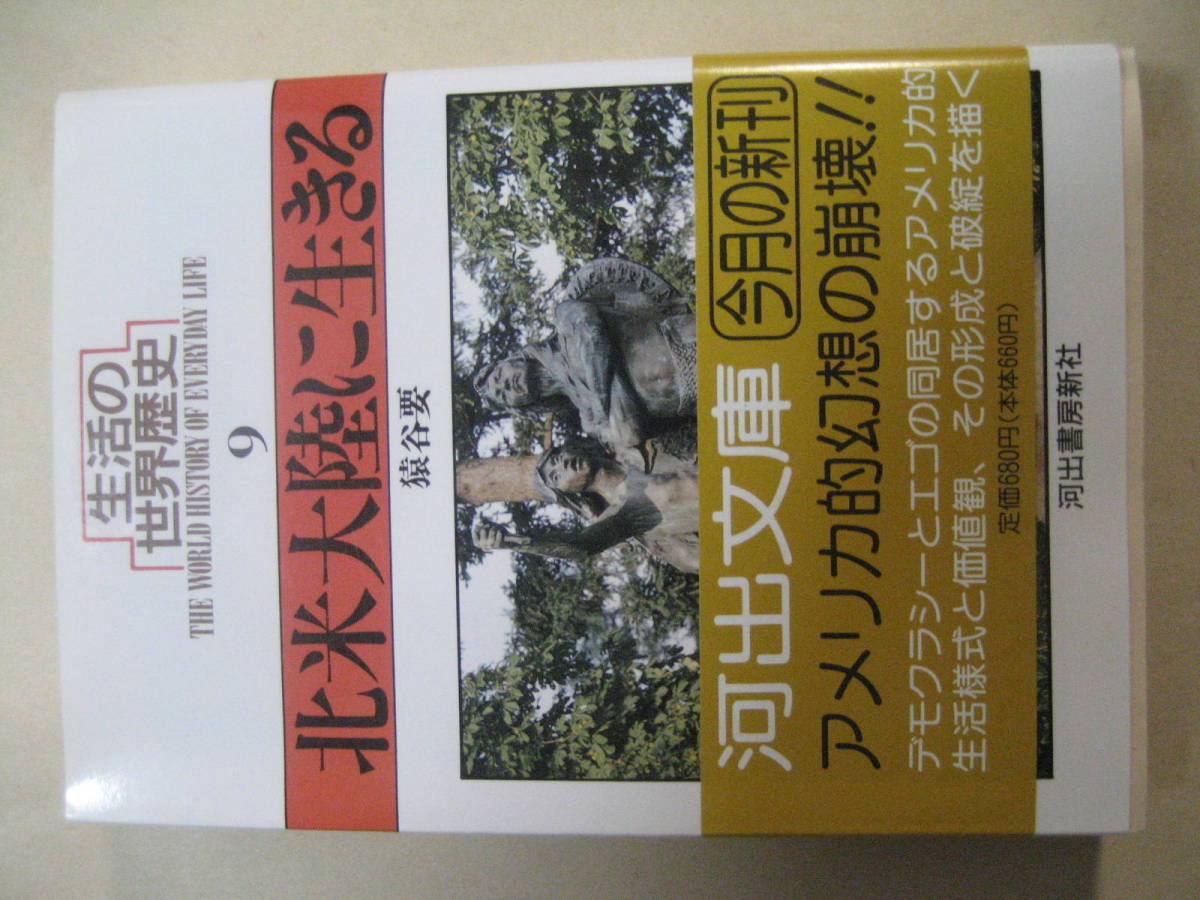 生活の
世界歴史
THE WORLD HISTORY OF EVERYDAY LIFE
9
北米大陸に生きる
猿谷要
河出文庫 今月の新刊
アメリカ的幻想の崩壊!!
デモクラシーとエゴの同居するアメリカ的
生活様式と価値観、その形成と破綻を描く
定価680円(本体660円)
河出書房新社